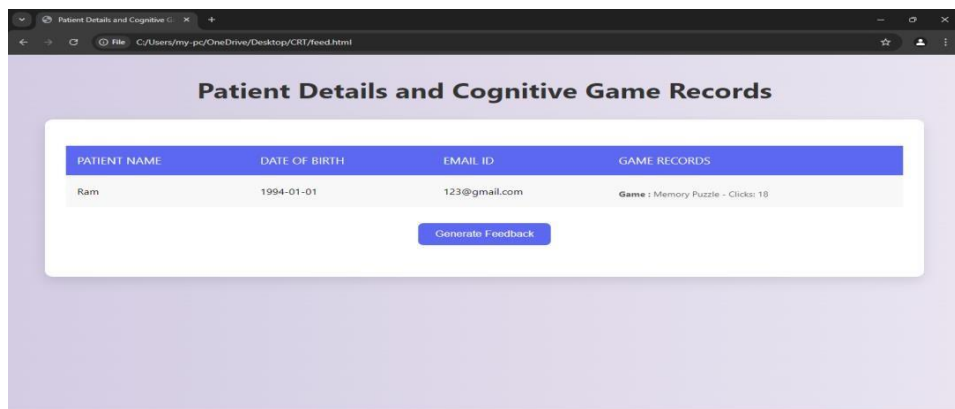 Patient Details and Cognitive G
File C:/Users/my-pc/OneDrive/Desktop/CRT/feed.html
Patient Details and Cognitive Game Records
PATIENT NAME DATE OF BIRTH EMAIL ID GAME RECORDS
Ram 1994-01-01 123@gmail.com Game : Memory Puzzle - Clicks: 18
Generate Feedback